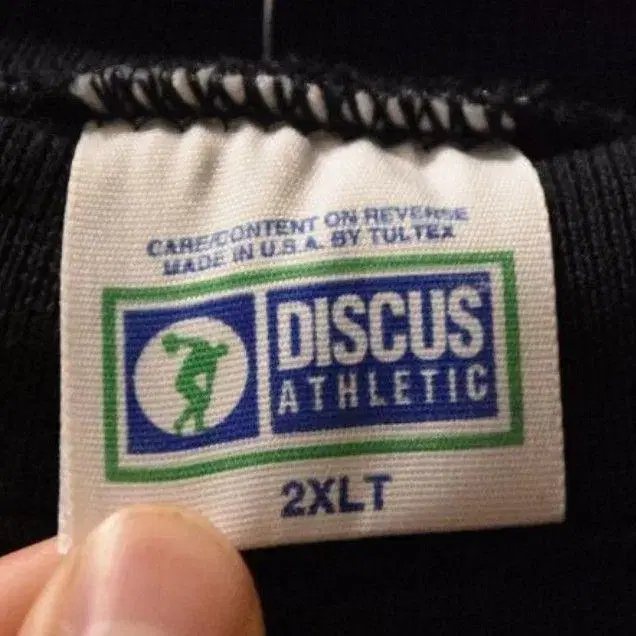 CARE/CONTENT ON REVERSE
MADE IN U.S.A. BY TULTEX
DISCUS
ATHLETIC
2XLT